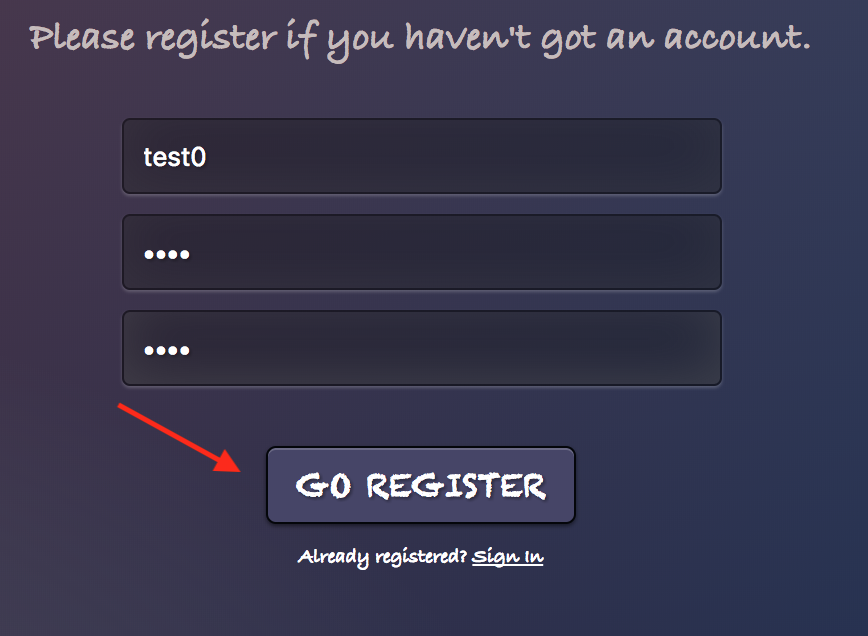 Please register if you haven't got an account.
test0
••••
••••
GO REGISTER
Already registered? Sign In